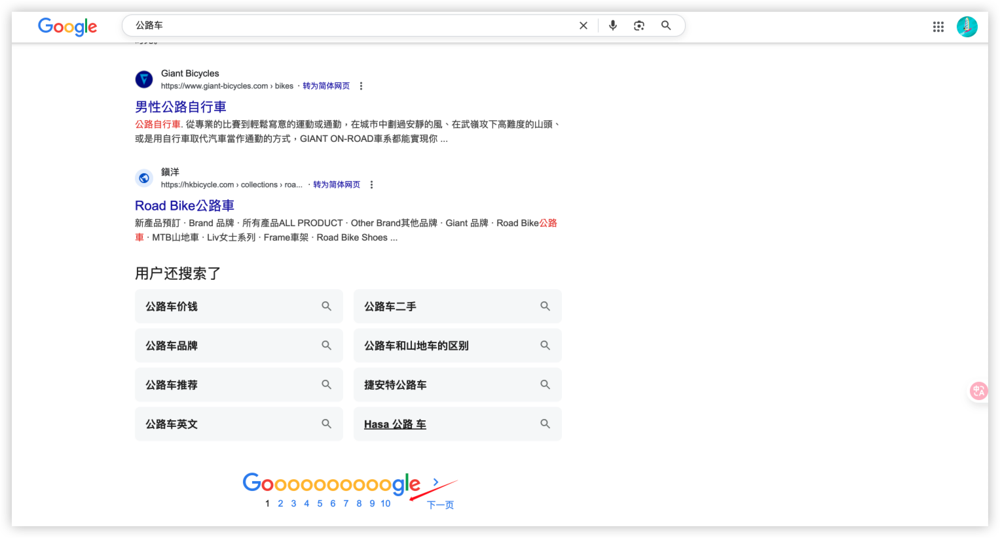 Google
公路车
Giant Bicycles
https://www.giant-bicycles.com › bikes · 转为简体网页
男性公路自行車
公路自行車. 從專業的比賽到輕鬆寫意的運動或通勤，在城市中劃過安靜的風、在武嶺攻下高難度的山頭、
或是用自行車取代汽車當作通勤的方式，GIANT ON-ROAD車系都能實現你 ...
鎭洋
https://hkbicycle.com › collections › roa... · 转为简体网页
Road Bike公路車
新產品預訂 · Brand 品牌 · 所有產品ALL PRODUCT · Other Brand其他品牌 · Giant 品牌 · Road Bike公路
車 · MTB山地車 · Liv女士系列 · Frame車架 · Road Bike Shoes ...
用户还搜索了
公路车价钱
公路车二手
公路车品牌
公路车和山地车的区别
公路车推荐
捷安特公路车
公路车英文
Hasa 公路 车
Goooooooooogle >
1 2 3 4 5 6 7 8 9 10 下一页